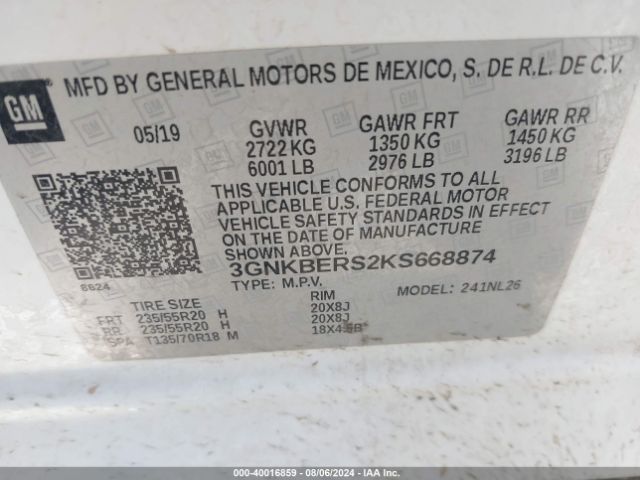 GM
MFD BY GENERAL MOTORS DE MEXICO, S. DE R.L. DE C.V.
05/19 GVWR GAWR FRT GAWR RR
2722 KG 1350 KG 1450 KG
6001 LB 2976 LB 3196 LB
THIS VEHICLE CONFORMS TO ALL
APPLICABLE U.S. FEDERAL MOTOR
VEHICLE SAFETY STANDARDS IN EFFECT
ON THE DATE OF MANUFACTURE
SHOWN ABOVE.
3GNKBERS2KS668874
8624 TYPE: M.P.V. MODEL: 241NL26
TIRE SIZE RIM
FRT 235/55R20 H 20X8J
RR 235/55R20 H 20X8J
SPA T135/70R18 M 18X4.5B
000-40016859 - 08/06/2024 - IAA, Inc.